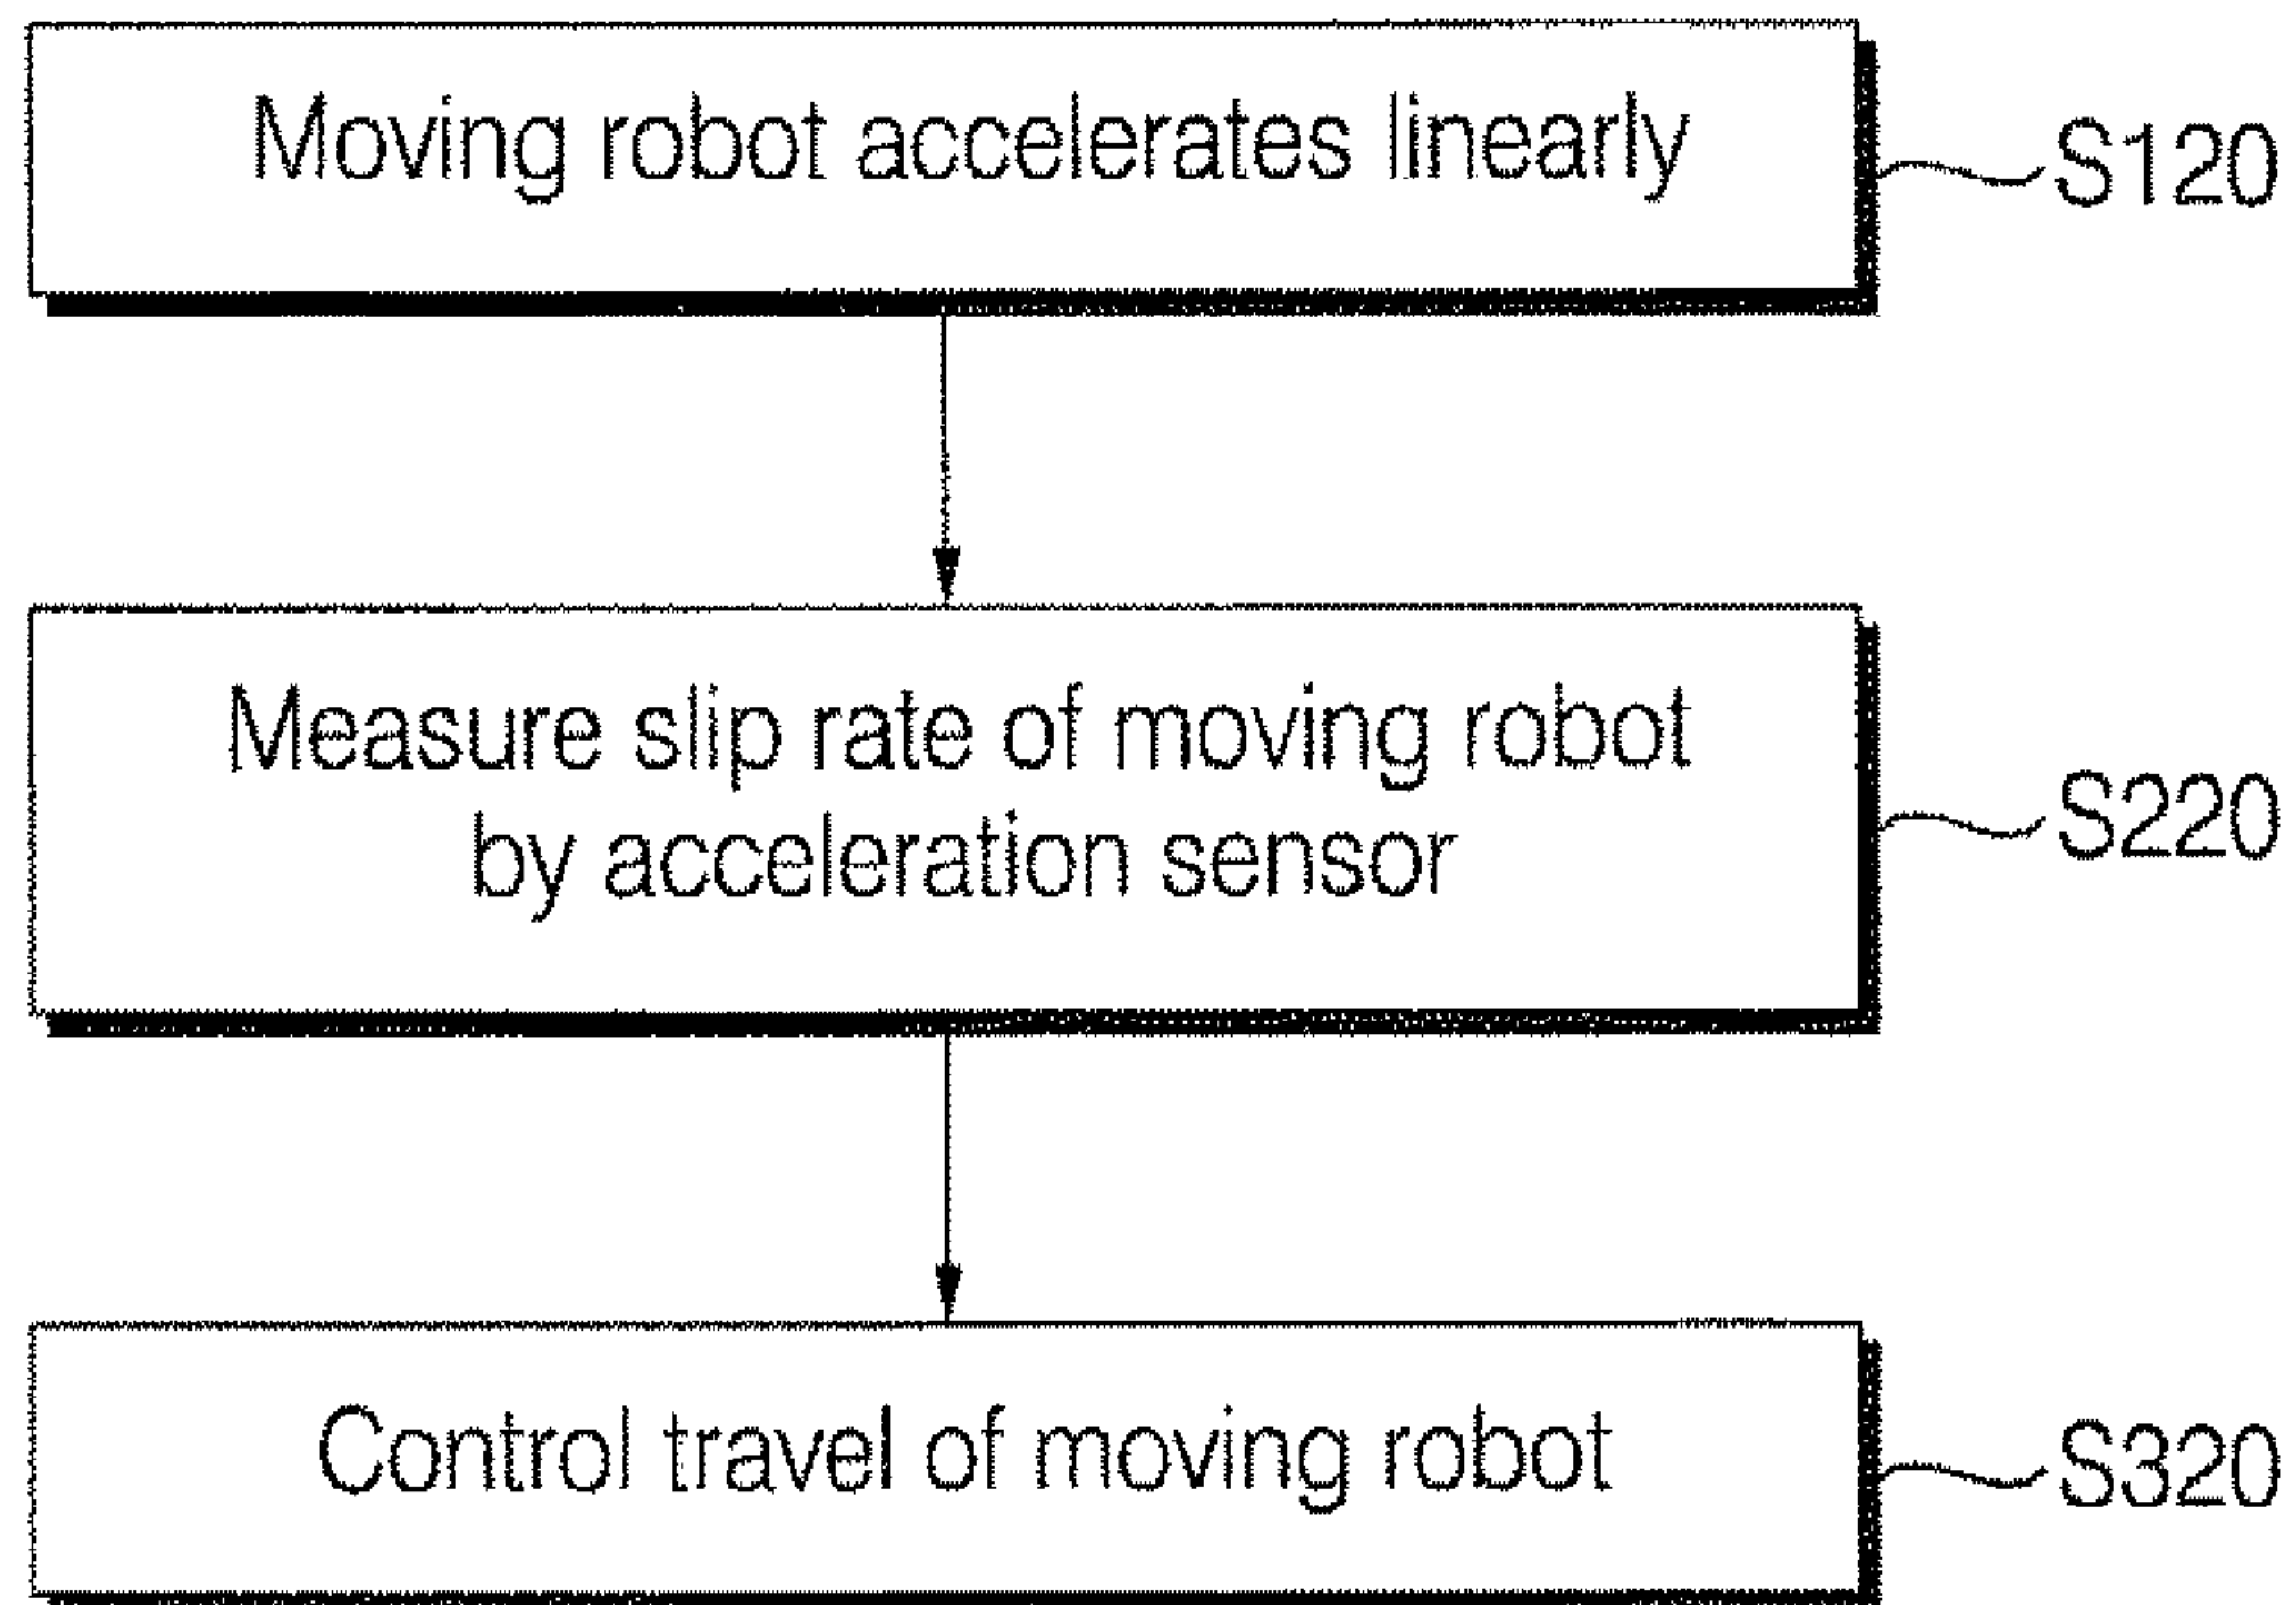 Moving robot accelerates linearly
S120
Measure slip rate of moving robot
by acceleration sensor
S220
Control travel of moving robot
S320